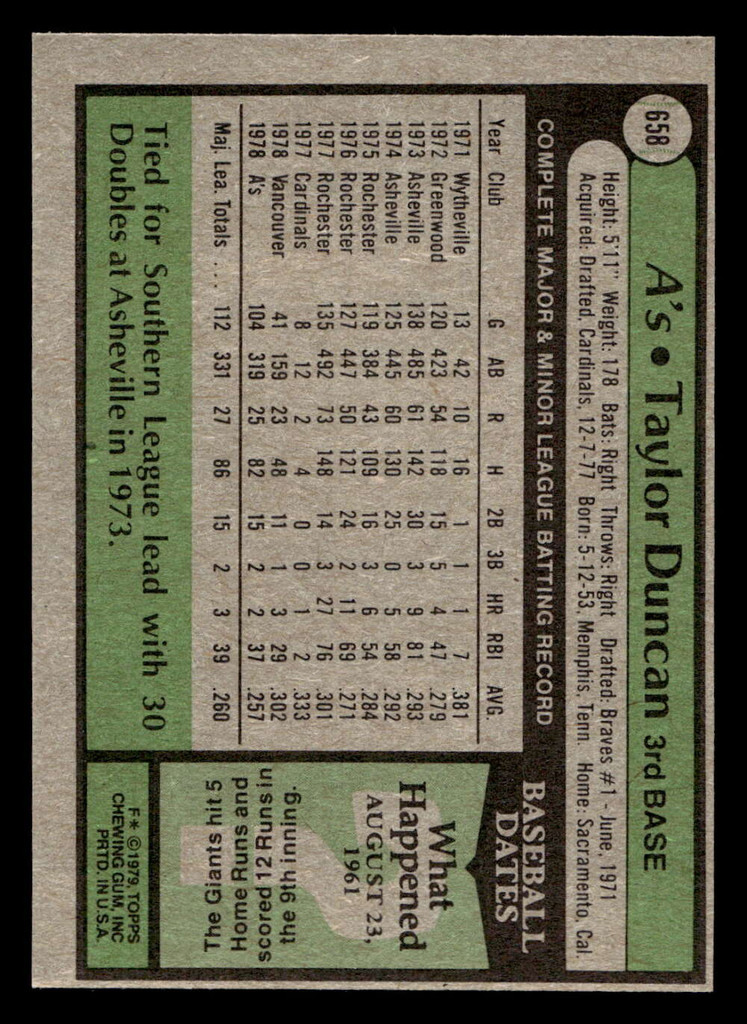 658
A's • Taylor Duncan 3rd BASE
Height: 5'11" Weight: 178 Bats: Right Throws: Right Drafted: Braves #1 - June, 1971
Acquired: Drafted, Cardinals, 12-7-77 Born: 5-12-53, Memphis, Tenn. Home: Sacramento, Cal.
COMPLETE MAJOR & MINOR LEAGUE BATTING RECORD
Year Club G AB R H 2B 3B HR RBI AVG.
1971 Wytheville 13 42 10 16 1 1 1 7 .381
1972 Greenwood 120 423 54 118 15 5 4 47 .279
1973 Asheville 138 485 61 142 30 3 9 81 .293
1974 Asheville 125 445 60 130 25 0 5 58 .292
1975 Rochester 119 384 43 109 16 3 6 54 .284
1976 Rochester 127 447 50 121 24 2 11 69 .271
1977 Rochester 135 492 73 148 14 3 27 76 .301
1977 Cardinals 8 12 2 4 0 0 1 2 .333
1978 Vancouver 41 159 23 48 11 1 3 29 .302
1978 A's 104 319 25 82 15 2 2 37 .257
Maj. Lea. Totals .... 112 331 27 86 15 2 3 39 .260
Tied for Southern League lead with 30
Doubles at Asheville in 1973.
BASEBALL
DATES
What
Happened
AUGUST 23,
1961
The Giants hit 5
Home Runs and
scored 12 Runs in
the 9th inning.
F* © 1979, TOPPS
CHEWING GUM, INC
PRTD. IN U.S.A.